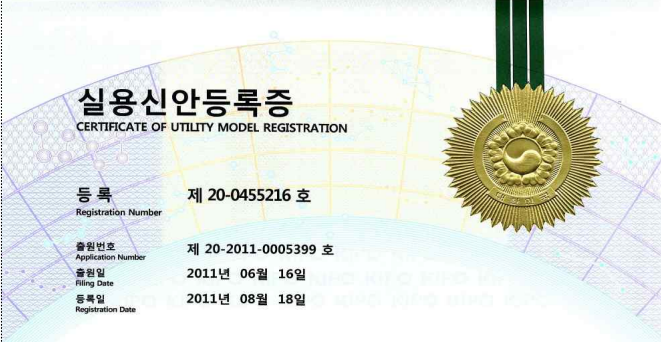 실용신안등록증
CERTIFICATE OF UTILITY MODEL REGISTRATION
등 록 제 20-0455216 호
Registration Number
출원번호 제 20-2011-0005399 호
Application Number
출원일 2011년 06월 16일
Filing Date
등록일 2011년 08월 18일
Registration Date